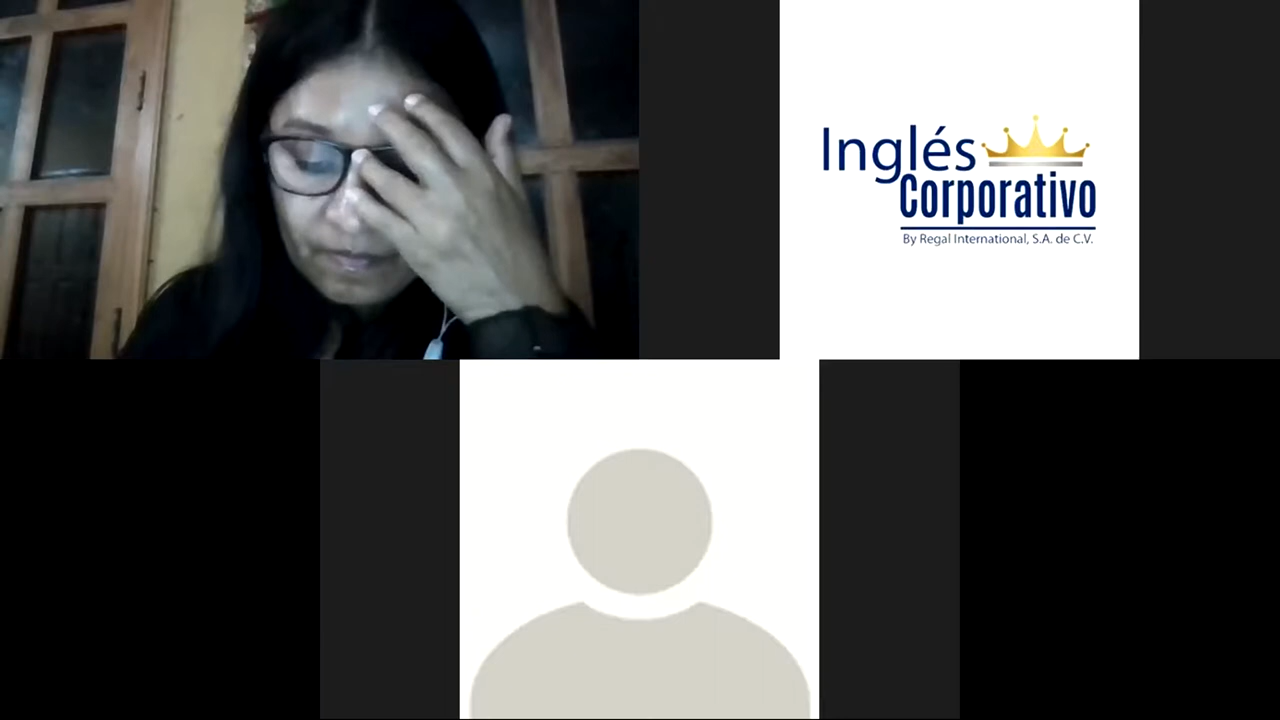 Inglés
Corporativo
By Regal International, S.A. de C.V.